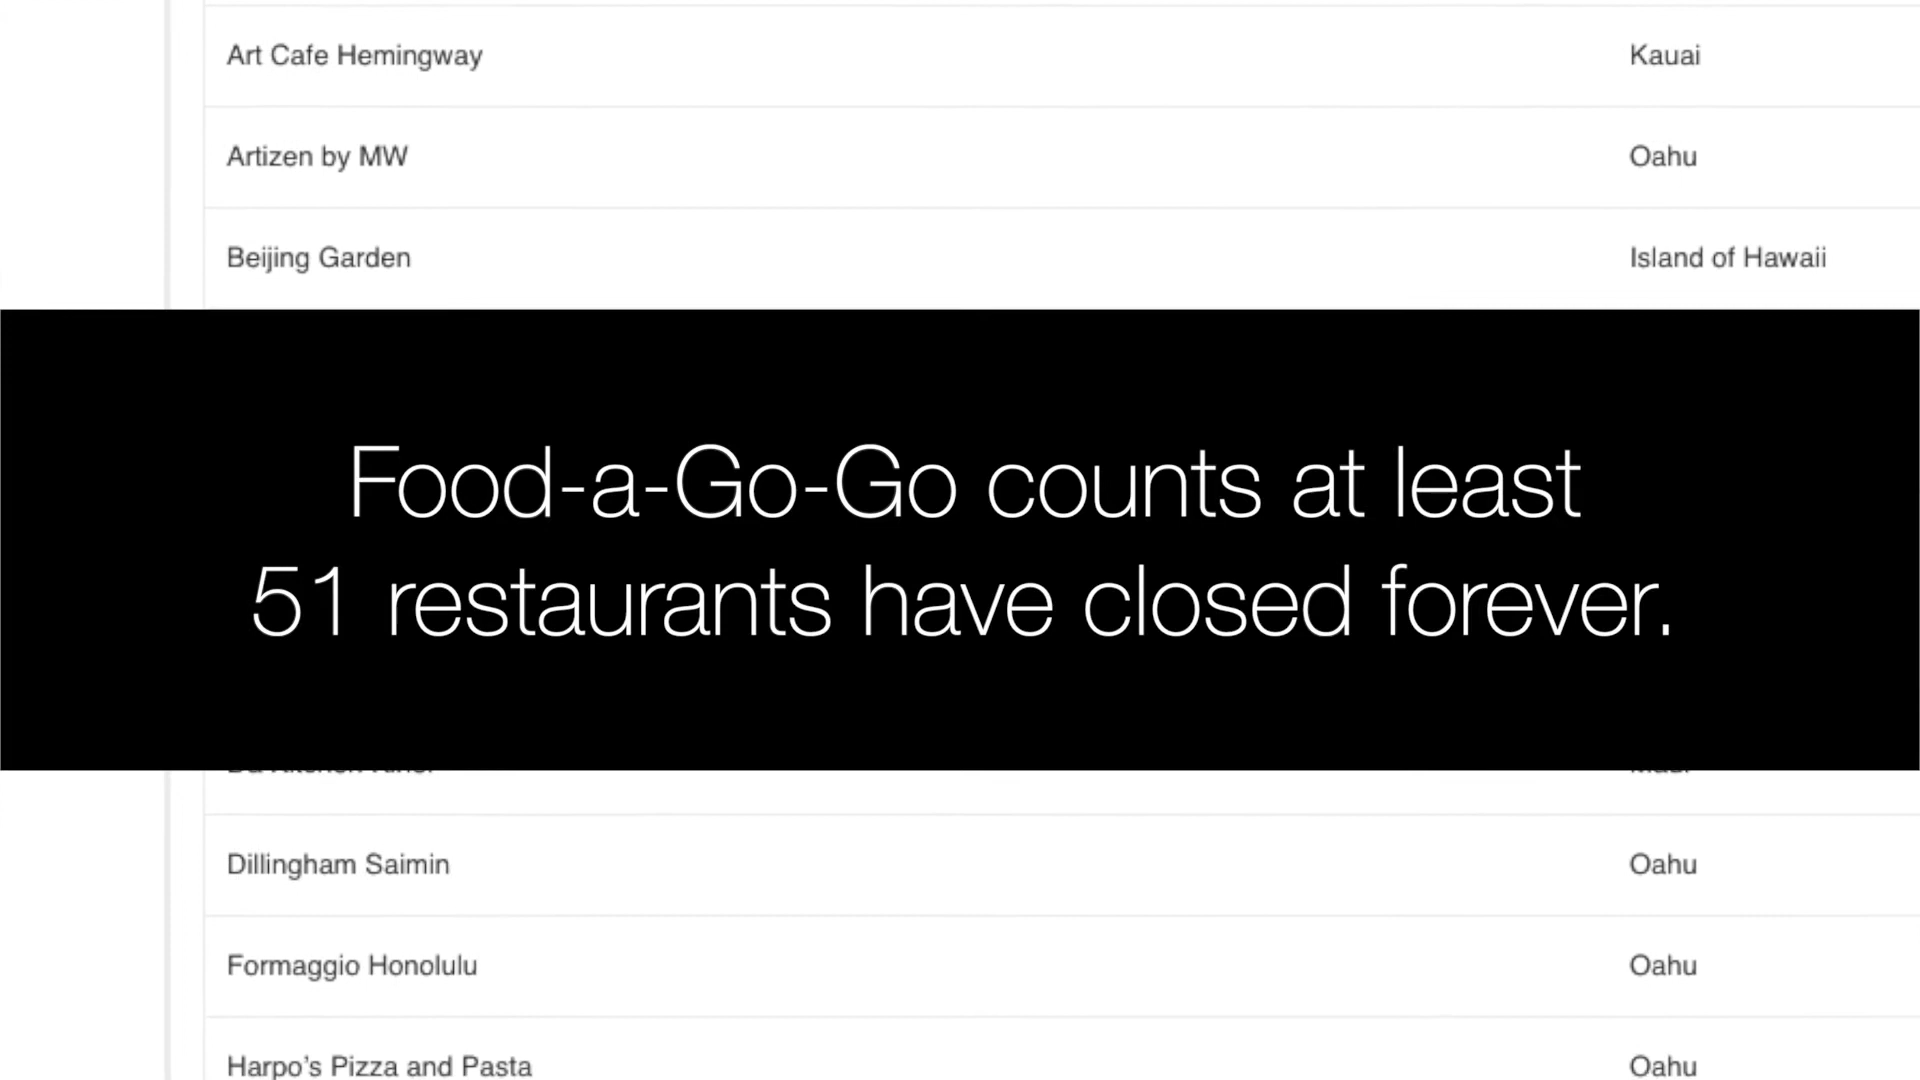 Art Cafe Hemingway Kauai
Artizen by MW Oahu
Beijing Garden Island of Hawaii
Food-a-Go-Go counts at least
51 restaurants have closed forever.
Dillingham Saimin Oahu
Formaggio Honolulu Oahu
Harpo's Pizza and Pasta Oahu